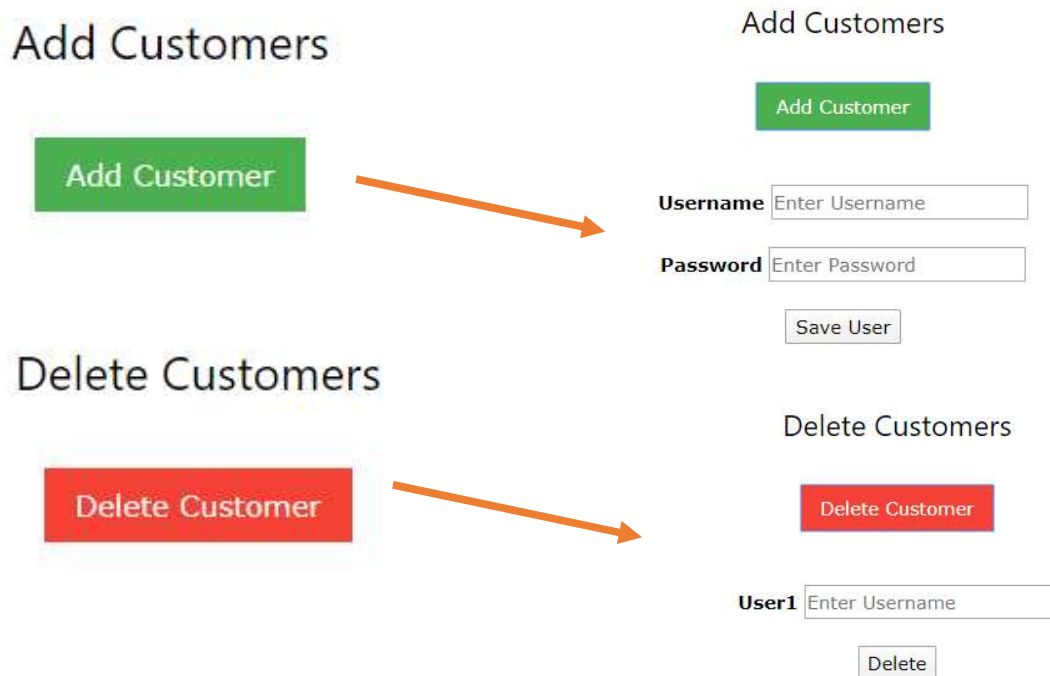 Add Customers
Add Customer
Add Customers
Add Customer
Username Enter Username
Password Enter Password
Save User
Delete Customers
Delete Customer
Delete Customers
Delete Customer
User1 Enter Username
Delete